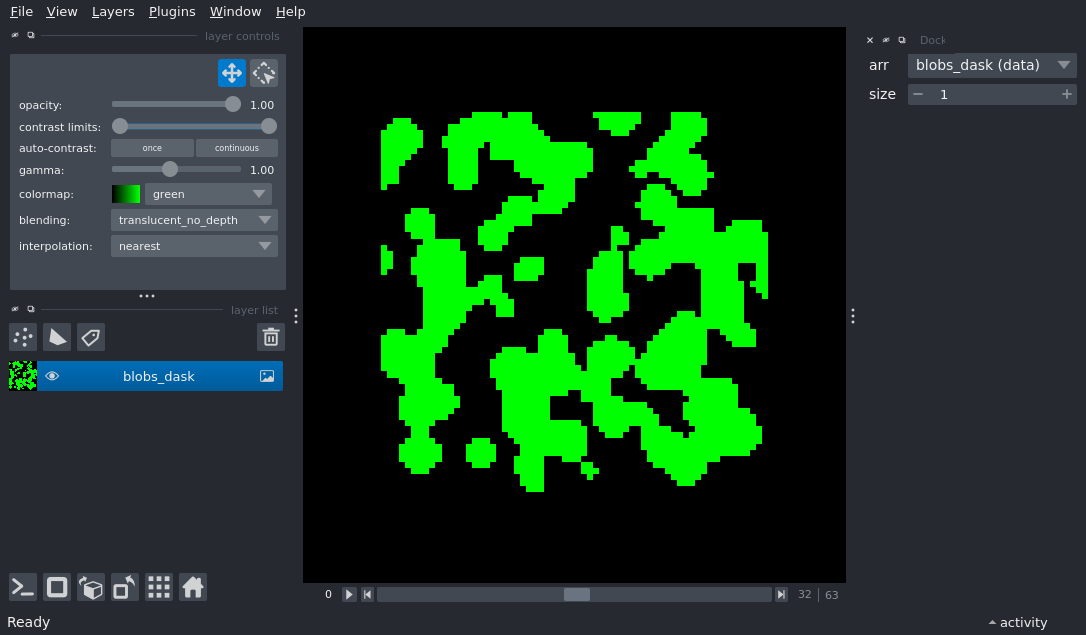 File View Layers Plugins Window Help
layer controls
opacity: 1.00
contrast limits:
auto-contrast: once continuous
gamma: 1.00
colormap: green
blending: translucent_no_depth
interpolation: nearest
layer list
blobs_dask
0 32 63
Dock
arr blobs_dask (data)
size 1
Ready
activity